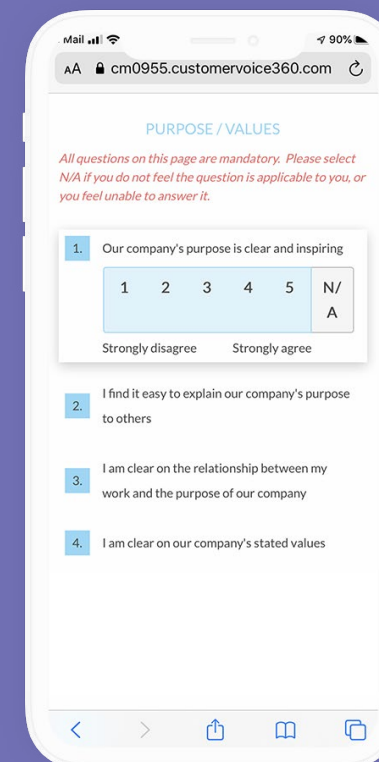 Mail
90%
AA cm0955.customervoice360.com
PURPOSE / VALUES
All questions on this page are mandatory. Please select
N/A if you do not feel the question is applicable to you, or
you feel unable to answer it.
1. Our company's purpose is clear and inspiring
1 2 3 4 5 N/
A
Strongly disagree Strongly agree
2. I find it easy to explain our company's purpose
to others
3. I am clear on the relationship between my
work and the purpose of our company
4. I am clear on our company's stated values